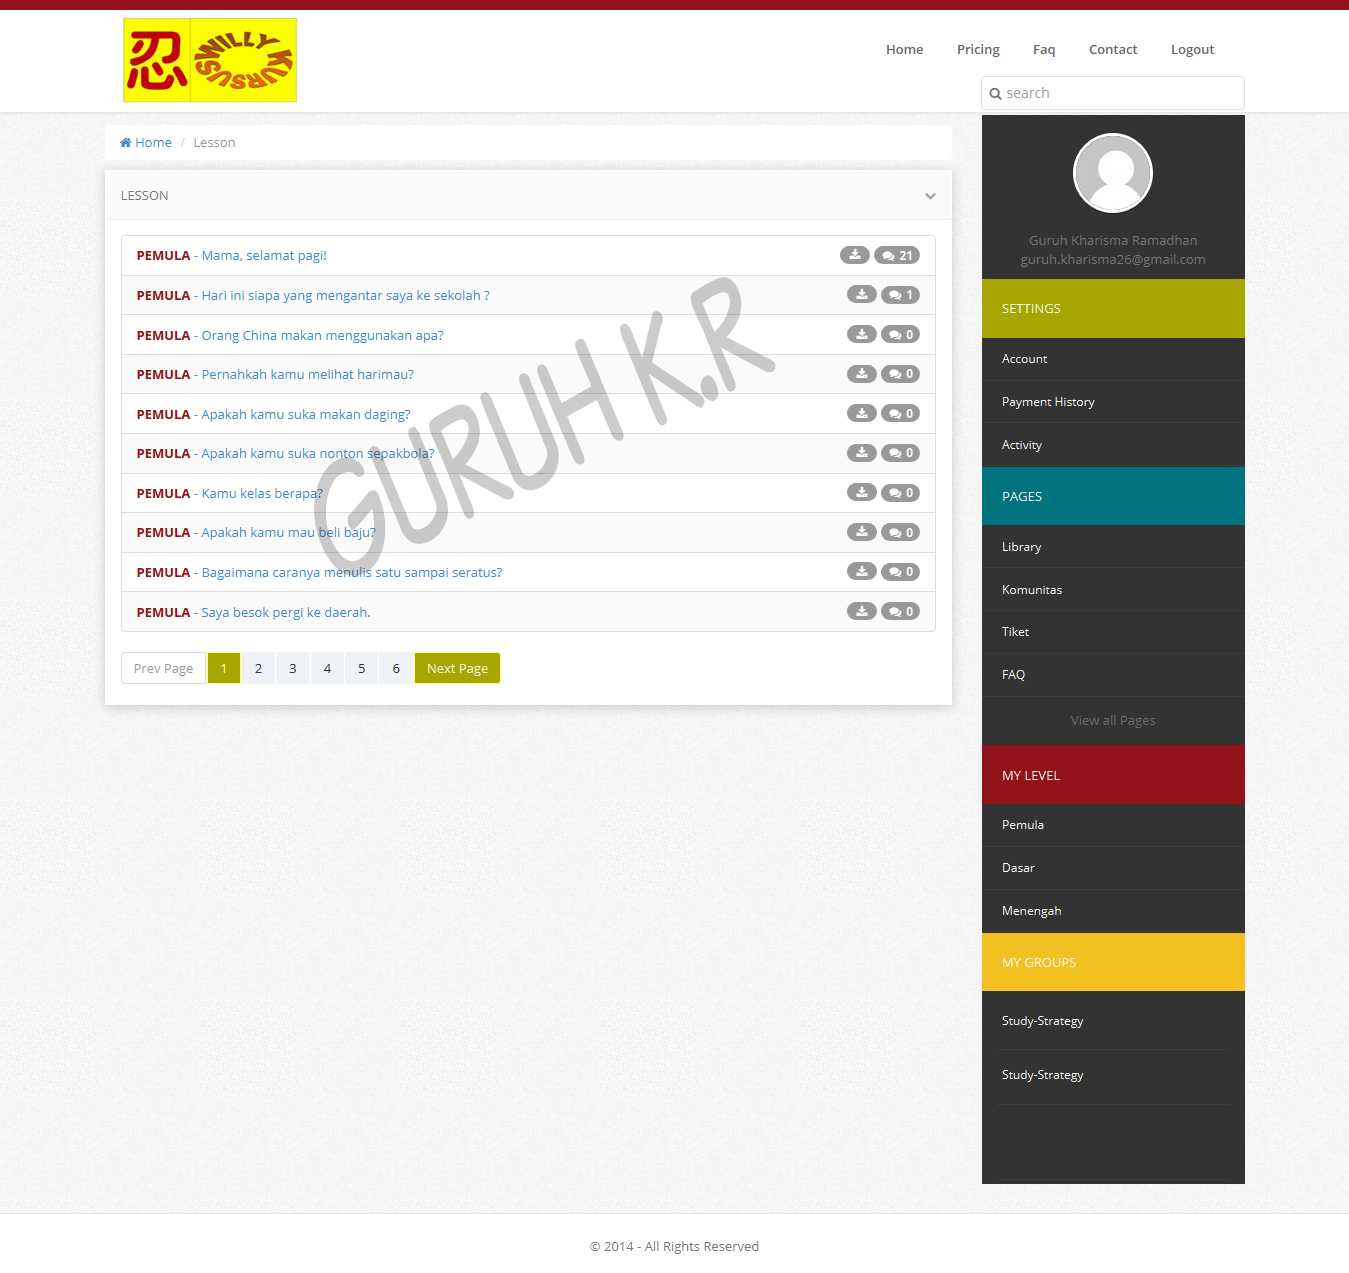 忍 WILLY KURSUS
Home Pricing Faq Contact Logout
search
Home / Lesson
LESSON
PEMULA - Mama, selamat pagi! 21
PEMULA - Hari ini siapa yang mengantar saya ke sekolah ? 1
PEMULA - Orang China makan menggunakan apa? 0
PEMULA - Pernahkah kamu melihat harimau? 0
PEMULA - Apakah kamu suka makan daging? 0
PEMULA - Apakah kamu suka nonton sepakbola? 0
PEMULA - Kamu kelas berapa? 0
PEMULA - Apakah kamu mau beli baju? 0
PEMULA - Bagaimana caranya menulis satu sampai seratus? 0
PEMULA - Saya besok pergi ke daerah. 0
GURUH K.R
Prev Page 1 2 3 4 5 6 Next Page
Guruh Kharisma Ramadhan
guruh.kharisma26@gmail.com
SETTINGS
Account
Payment History
Activity
PAGES
Library
Komunitas
Tiket
FAQ
View all Pages
MY LEVEL
Pemula
Dasar
Menengah
MY GROUPS
Study-Strategy
Study-Strategy
© 2014 - All Rights Reserved